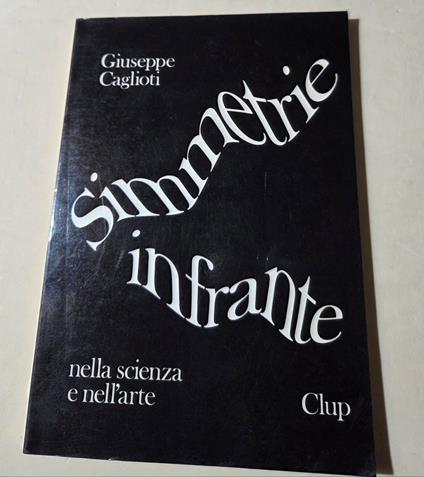 Giuseppe
Caglioti
simmetrie
infrante
nella scienza
e nell'arte
Clup